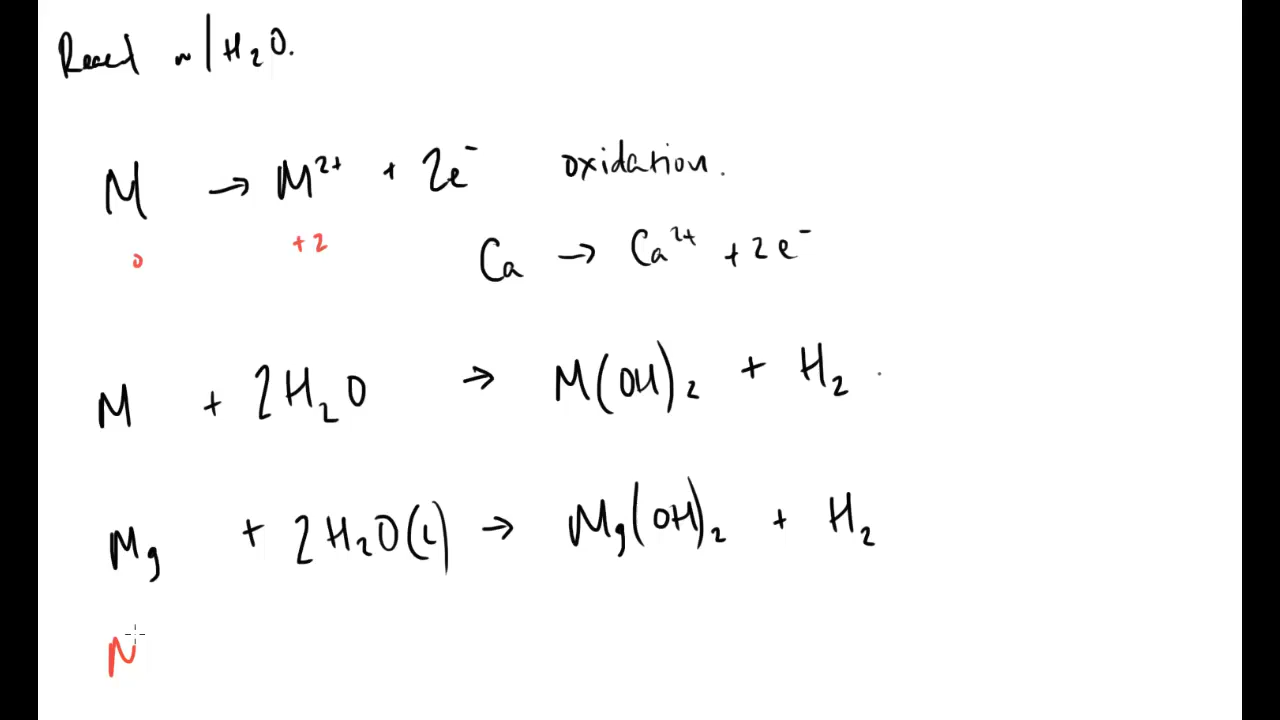 React w/H₂O.
M → M²⁺ + 2e⁻ oxidation.
0 +2
Ca → Ca²⁺ + 2e⁻
M + 2H₂O → M(OH)₂ + H₂
Mg + 2H₂O(l) → Mg(OH)₂ + H₂
M